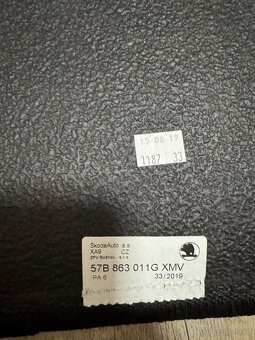 15 08 19
1187 33
ŠkodaAuto a.s
XA9 CZ
ZPV Rožnov, s.r.o.
57B 863 011G XMV
PA 6 33/2019